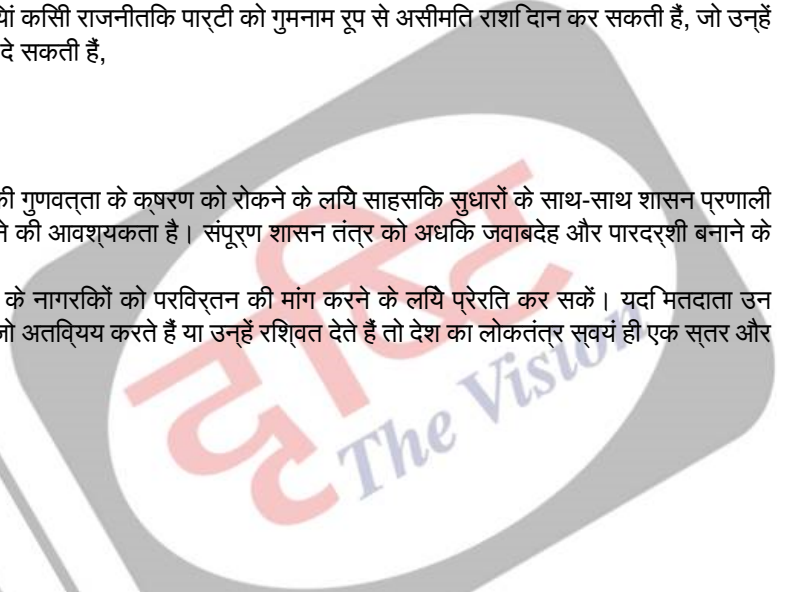 यां किसी राजनीतिक पार्टी को गुमनाम रूप से असीमति राशि दान कर सकती हैं, जो उन्हें
दे सकती हैं,
की गुणवत्ता के क्षरण को रोकने के लिये साहसिक सुधारों के साथ-साथ शासन प्रणाली
ने की आवश्यकता है। संपूर्ण शासन तंत्र को अधिक जवाबदेह और पारदर्शी बनाने के
के नागरिकों को परिवर्तन की मांग करने के लिये प्रेरित कर सकें। यदि मतदाता उन
जो अतिव्यय करते हैं या उन्हें रिश्वत देते हैं तो देश का लोकतंत्र स्वयं ही एक स्तर और
दृष्टि
The Vision